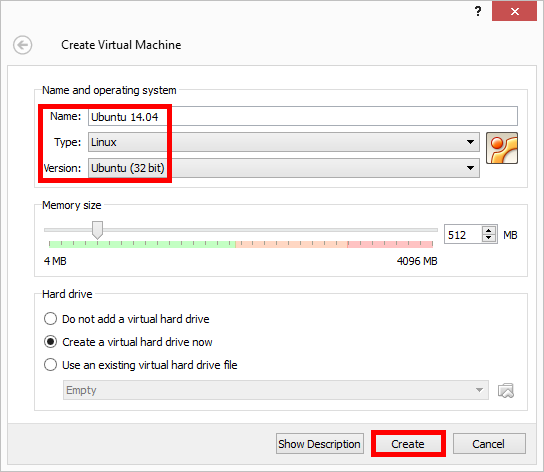 ?
Create Virtual Machine
Name and operating system
Name: Ubuntu 14.04
Type: Linux
Version: Ubuntu (32 bit)
Memory size
512 MB
4 MB 4096 MB
Hard drive
Do not add a virtual hard drive
Create a virtual hard drive now
Use an existing virtual hard drive file
Empty
Show Description Create Cancel